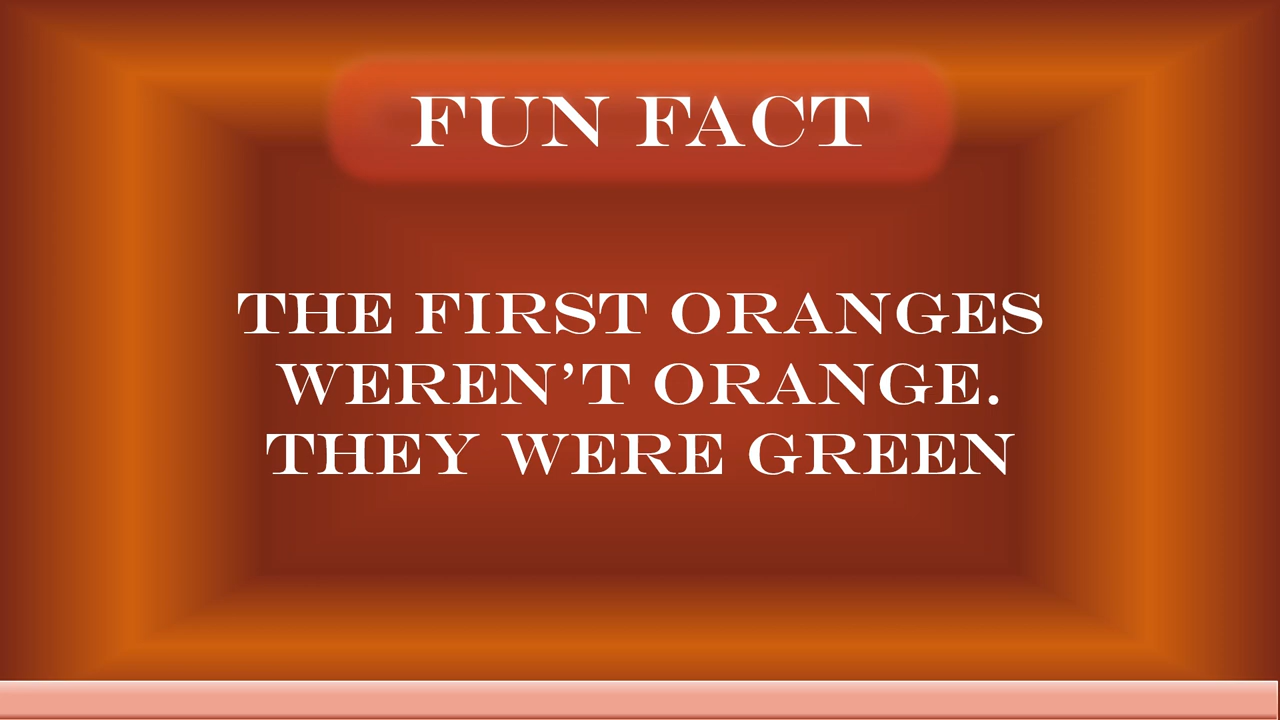 FUN FACT
THE FIRST ORANGES
WEREN'T ORANGE.
THEY WERE GREEN